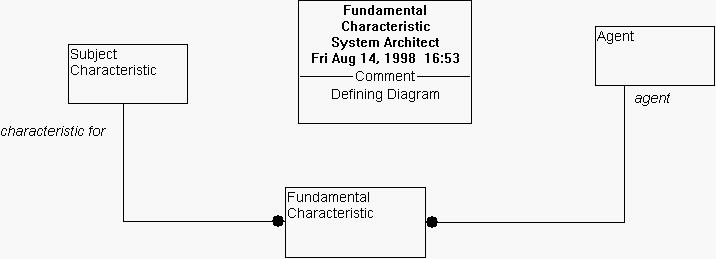 Fundamental
Characteristic
System Architect
Fri Aug 14, 1998  16:53
Comment
Defining Diagram
Subject
Characteristic
Agent
characteristic for
agent
Fundamental
Characteristic